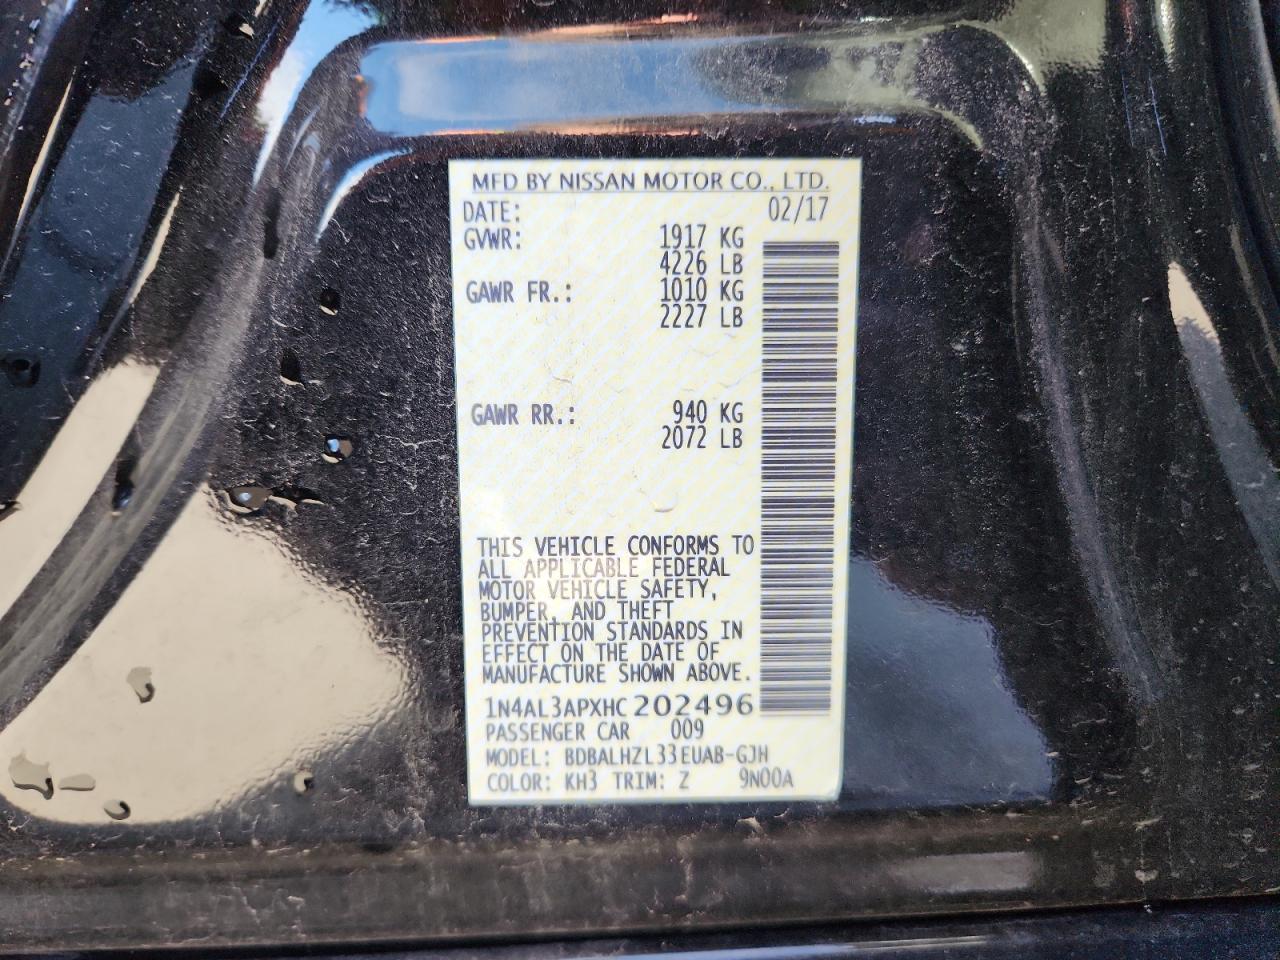 MFD BY NISSAN MOTOR CO., LTD.
DATE: 02/17
GVWR: 1917 KG
4226 LB
GAWR FR.: 1010 KG
2227 LB
GAWR RR.: 940 KG
2072 LB
THIS VEHICLE CONFORMS TO
ALL APPLICABLE FEDERAL
MOTOR VEHICLE SAFETY,
BUMPER, AND THEFT
PREVENTION STANDARDS IN
EFFECT ON THE DATE OF
MANUFACTURE SHOWN ABOVE.
1N4AL3APXHC202496
PASSENGER CAR 009
MODEL: BDBALHZL33EUAB-GJH
COLOR: KH3 TRIM: Z 9N00A